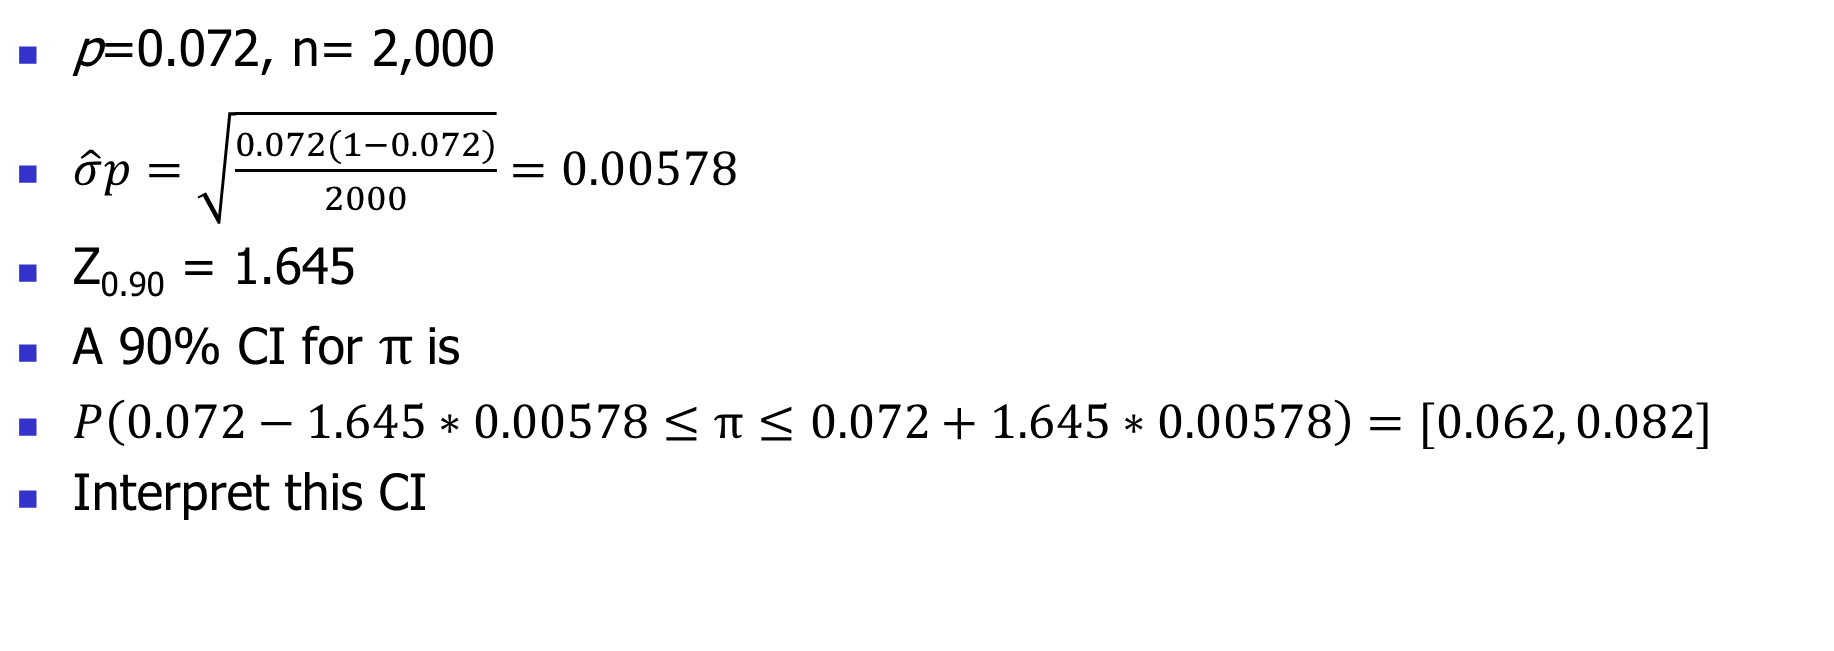 ▪ p=0.072, n= 2,000
▪ σ̂p = √(0.072(1−0.072)/2000) = 0.00578
▪ Z₀.₉₀ = 1.645
▪ A 90% CI for π is
▪ P(0.072 − 1.645 ∗ 0.00578 ≤ π ≤ 0.072 + 1.645 ∗ 0.00578) = [0.062, 0.082]
▪ Interpret this CI